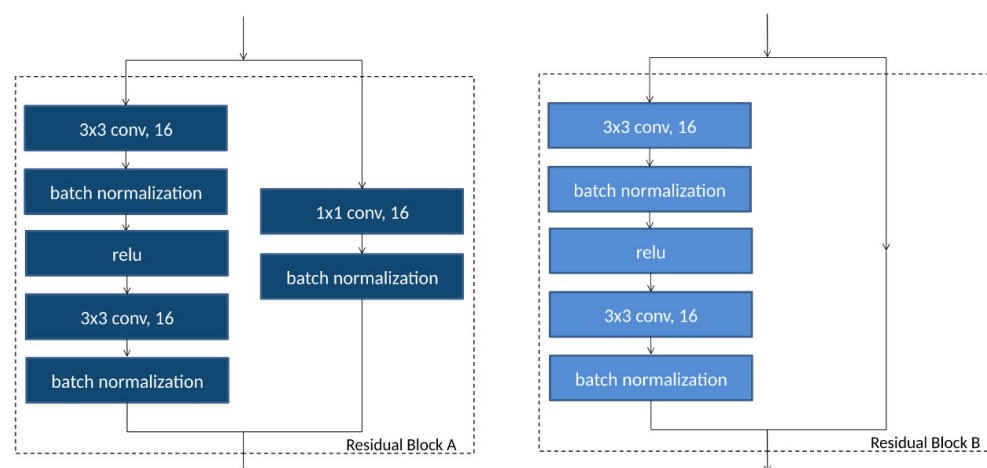 3x3 conv, 16
batch normalization
relu
3x3 conv, 16
batch normalization
1x1 conv, 16
batch normalization
Residual Block A
3x3 conv, 16
batch normalization
relu
3x3 conv, 16
batch normalization
Residual Block B